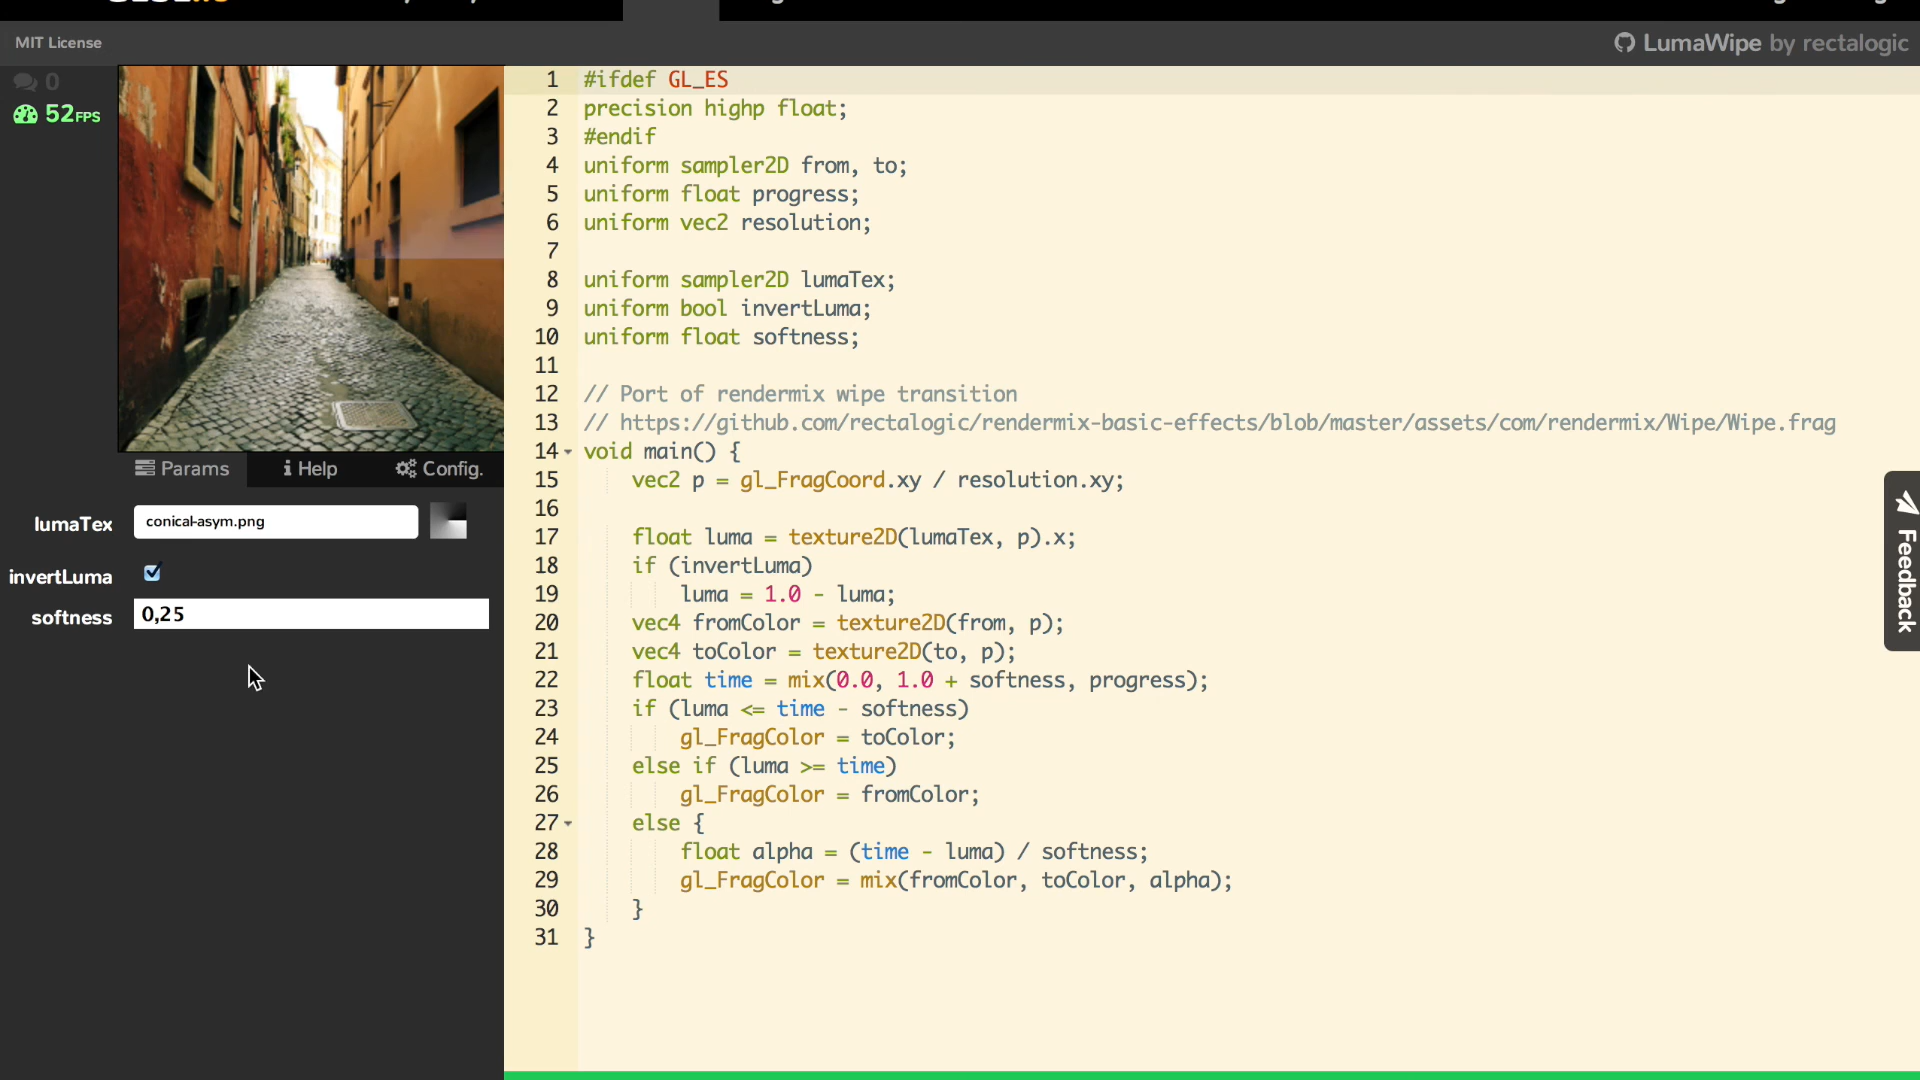 MIT License
LumaWipe by rectalogic
0
52FPS
Params
Help
Config.
lumaTex
conical-asym.png
invertLuma
softness
0,25
1 #ifdef GL_ES
2 precision highp float;
3 #endif
4 uniform sampler2D from, to;
5 uniform float progress;
6 uniform vec2 resolution;
7
8 uniform sampler2D lumaTex;
9 uniform bool invertLuma;
10 uniform float softness;
11
12 // Port of rendermix wipe transition
13 // https://github.com/rectalogic/rendermix-basic-effects/blob/master/assets/com/rendermix/Wipe/Wipe.frag
14 void main() {
15 vec2 p = gl_FragCoord.xy / resolution.xy;
16
17 float luma = texture2D(lumaTex, p).x;
18 if (invertLuma)
19 luma = 1.0 - luma;
20 vec4 fromColor = texture2D(from, p);
21 vec4 toColor = texture2D(to, p);
22 float time = mix(0.0, 1.0 + softness, progress);
23 if (luma <= time - softness)
24 gl_FragColor = toColor;
25 else if (luma >= time)
26 gl_FragColor = fromColor;
27 else {
28 float alpha = (time - luma) / softness;
29 gl_FragColor = mix(fromColor, toColor, alpha);
30 }
31 }
Feedback